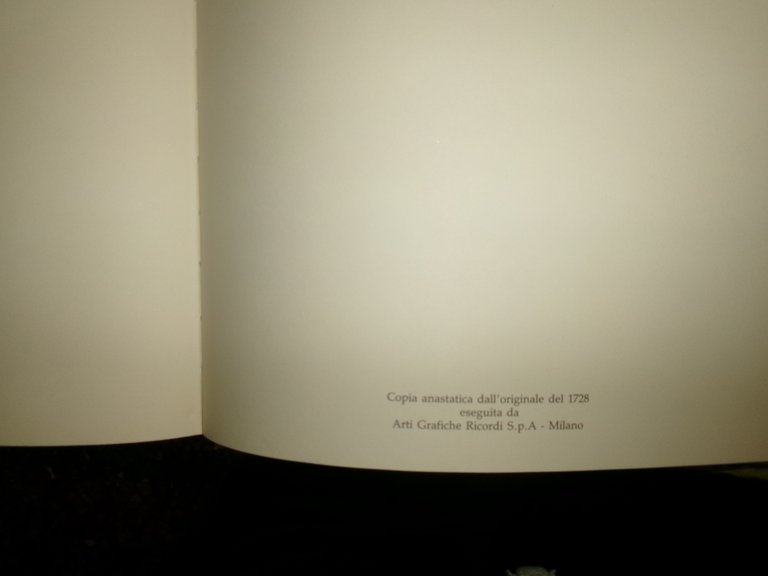 Copia anastatica dall'originale del 1728
eseguita da
Arti Grafiche Ricordi S.p.A - Milano